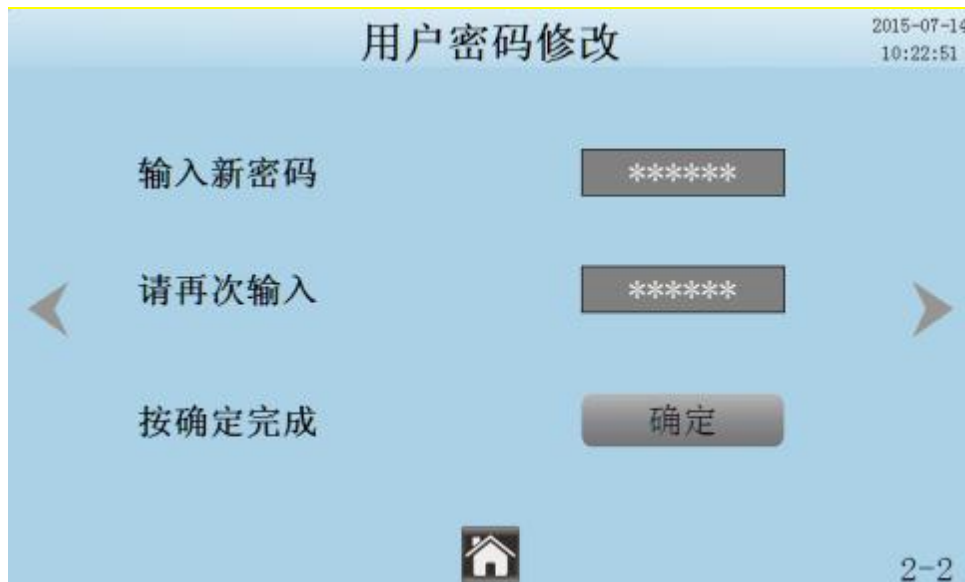 用户密码修改
2015-07-14
10:22:51
输入新密码 ******
请再次输入 ******
按确定完成 确定
2-2